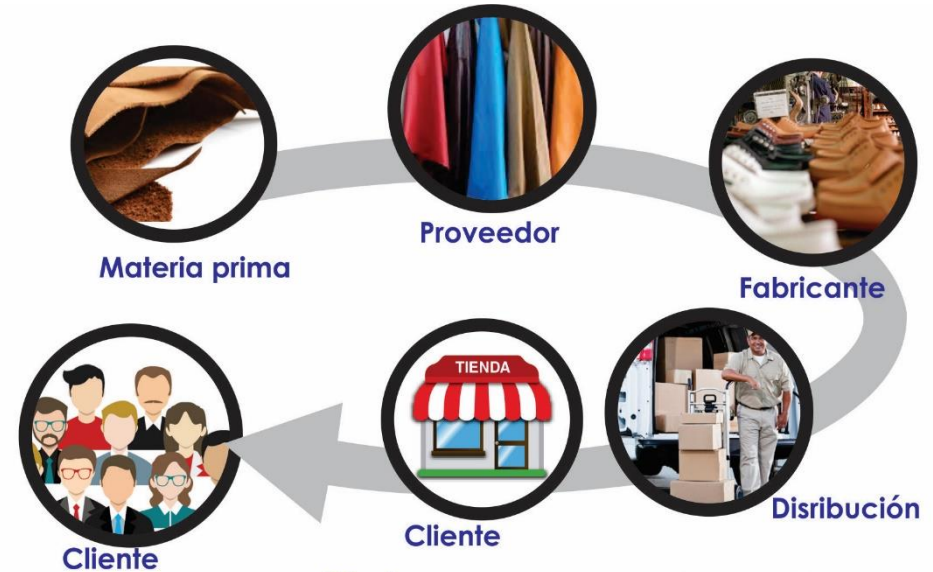 Materia prima
Proveedor
Fabricante
Disribución
TIENDA
Cliente
Cliente